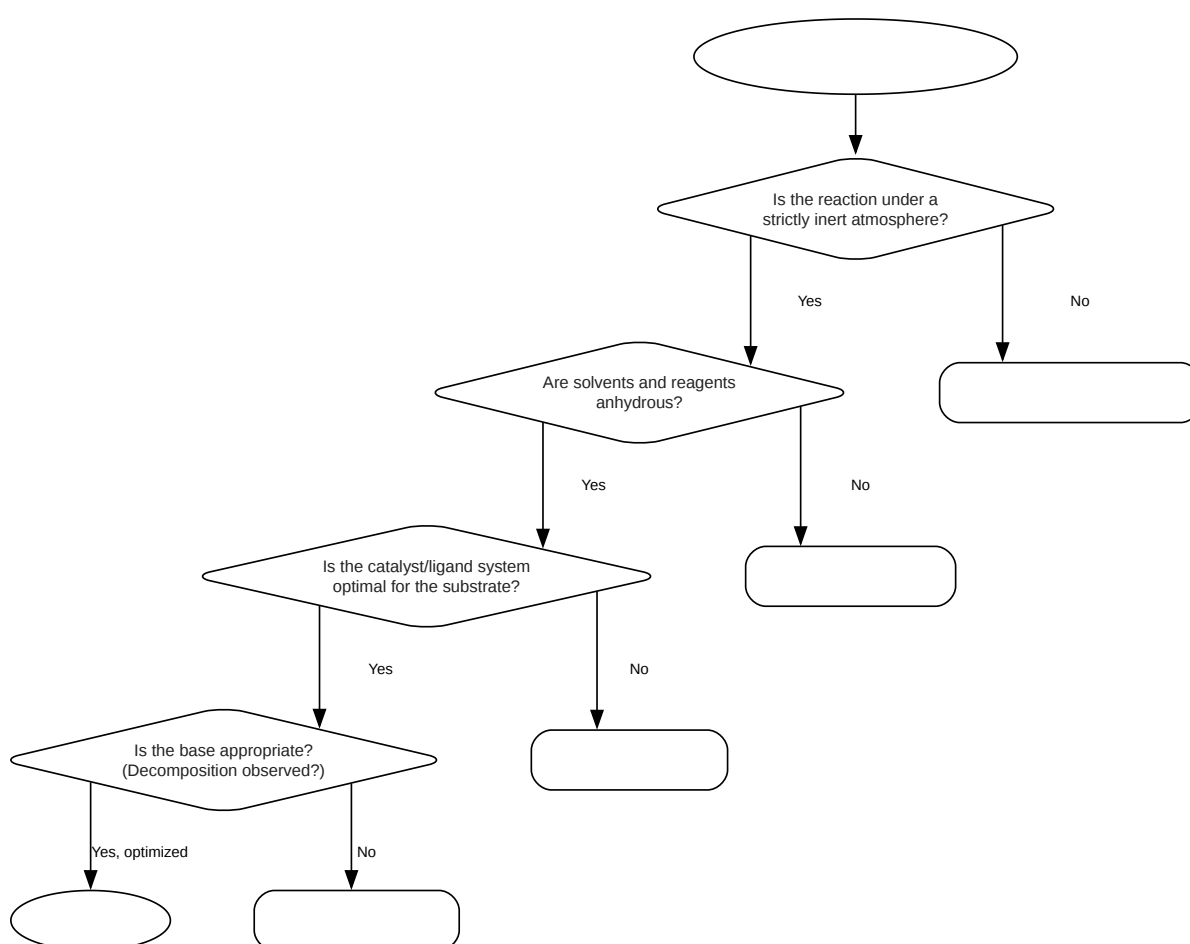 Is the reaction under a
strictly inert atmosphere?
Yes
No
Are solvents and reagents
anhydrous?
Yes
No
Is the catalyst/ligand system
optimal for the substrate?
Yes
No
Is the base appropriate?
(Decomposition observed?)
Yes, optimized
No